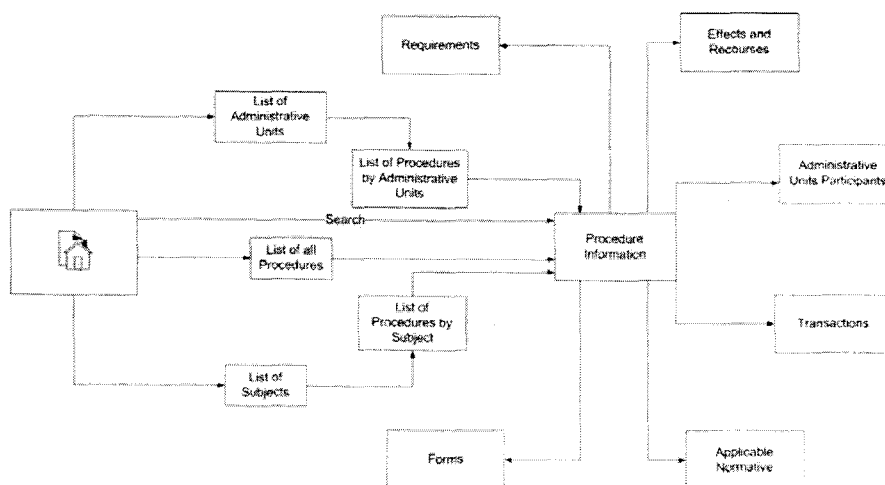 Requirements
Effects and
Recourses
List of
Administrative
Units
List of Procedures
by Administrative
Units
Administrative
Units Participants
Search
Procedure
Information
List of all
Procedures
List of
Procedures by
Subject
Transactions
List of
Subjects
Forms
Applicable
Normative